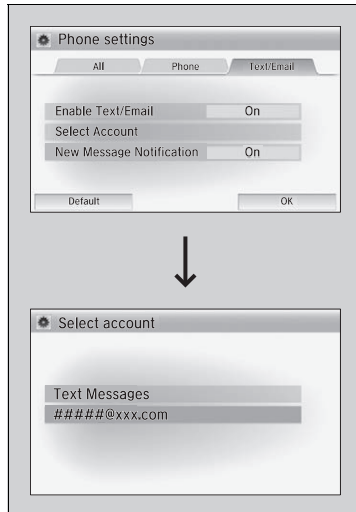 Phone settings
All Phone Text/Email
Enable Text/Email On
Select Account
New Message Notification On
Default OK
Select account
Text Messages
#####@xxx.com